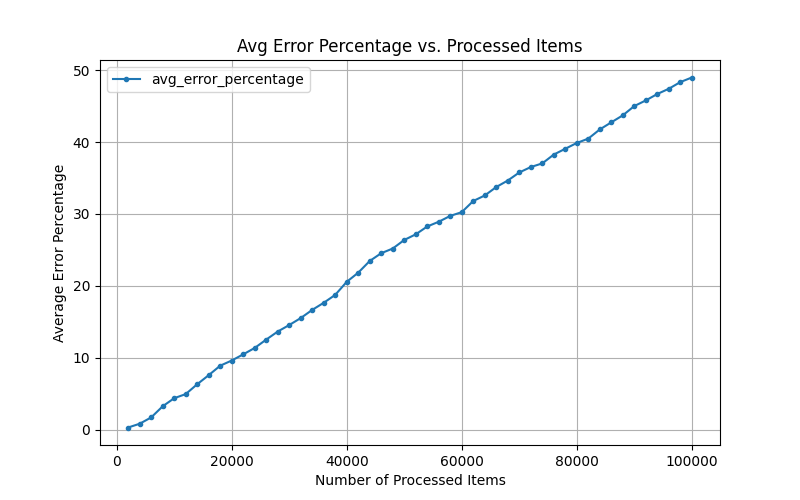 Avg Error Percentage vs. Processed Items
avg_error_percentage
Average Error Percentage
50
40
30
20
10
0
0 20000 40000 60000 80000 100000
Number of Processed Items